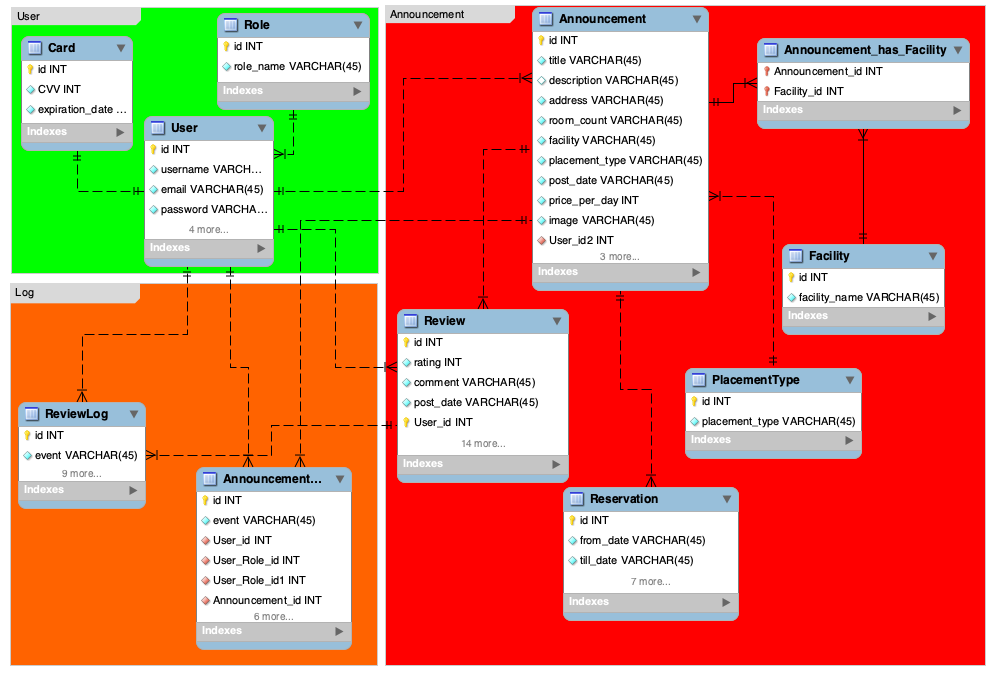 User
Card
id INT
CVV INT
expiration_date ...
Indexes
Role
id INT
role_name VARCHAR(45)
Indexes
User
id INT
username VARCH...
email VARCHAR(45)
password VARCHA...
4 more...
Indexes
Log
ReviewLog
id INT
event VARCHAR(45)
9 more...
Indexes
Announcement...
id INT
event VARCHAR(45)
User_id INT
User_Role_id INT
User_Role_id1 INT
Announcement_id INT
6 more...
Indexes
Announcement
Announcement
id INT
title VARCHAR(45)
description VARCHAR(45)
address VARCHAR(45)
room_count VARCHAR(45)
facility VARCHAR(45)
placement_type VARCHAR(45)
post_date VARCHAR(45)
price_per_day INT
image VARCHAR(45)
User_id2 INT
3 more...
Indexes
Announcement_has_Facility
Announcement_id INT
Facility_id INT
Indexes
Facility
id INT
facility_name VARCHAR(45)
Indexes
Review
id INT
rating INT
comment VARCHAR(45)
post_date VARCHAR(45)
User_id INT
14 more...
Indexes
PlacementType
id INT
placement_type VARCHAR(45)
Indexes
Reservation
id INT
from_date VARCHAR(45)
till_date VARCHAR(45)
7 more...
Indexes